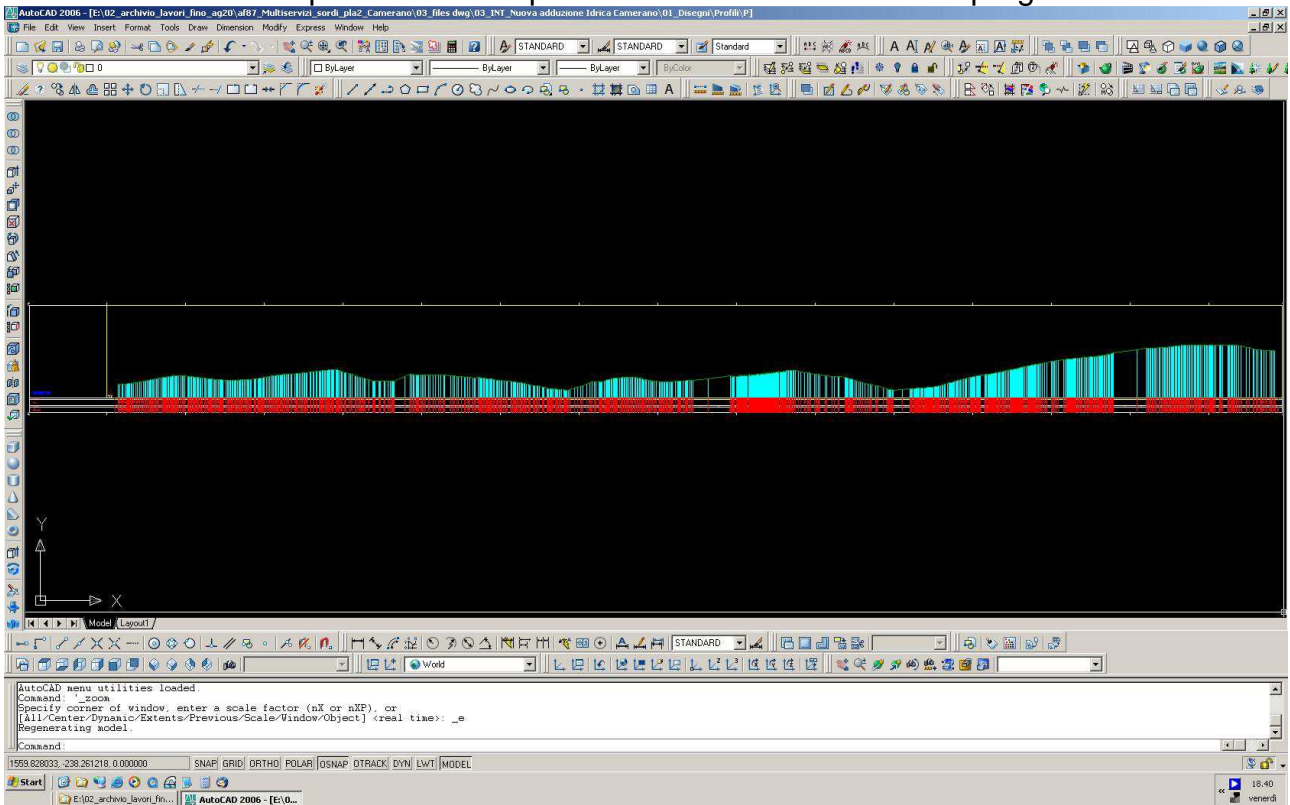 AutoCAD 2006 - [E:\02_archivio_lavori_fino_ag20\af87_Multiservizi_sordi_pla2_Camerano\03_files dwg\03_INT_Nuova adduzione Idrica Camerano\01_Disegni\Profili\P]
File Edit View Insert Format Tools Draw Dimension Modify Express Window Help
STANDARD STANDARD Standard
0 ByLayer ByLayer ByLayer ByColor
Y
X
Model Layout1
STANDARD
World
AutoCAD menu utilities loaded.
Command: '_zoom
Specify corner of window, enter a scale factor (nX or nXP), or
[All/Center/Dynamic/Extents/Previous/Scale/Window/Object] <real time>: _e
Regenerating model.
Command:
1559.828033, -238.261218, 0.000000 SNAP GRID ORTHO POLAR OSNAP OTRACK DYN LWT MODEL
Start 18.40
E:\02_archivio_lavori_fin... AutoCAD 2006 - [E:\0... venerdì